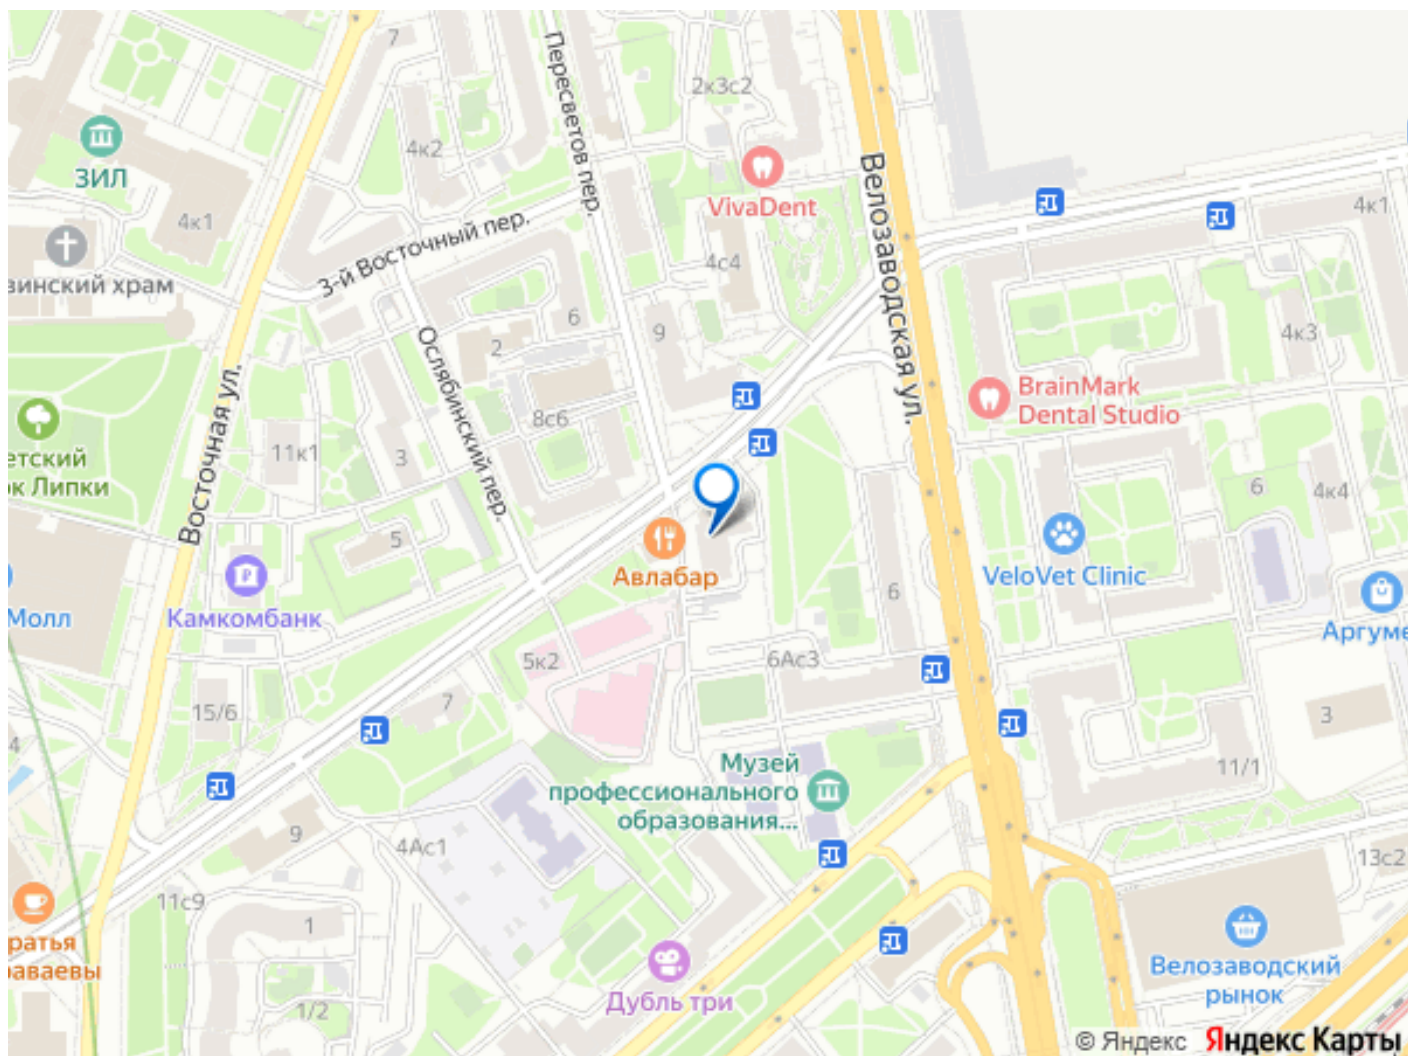 7
Пересветов пер.
2к3с2
4к2
ЗИЛ
VivaDent
Велозаводская ул.
4к1
4к1
3-й Восточный пер.
4с4
зинский храм
6
9
2
4к3
Ослябинский пер.
Восточная ул.
BrainMark
Dental Studio
8с6
11к1
3
етский
ок Липки
6
4к4
5
Авлабар
VeloVet Clinic
6
Камкомбанк
Молл
Аргуме
5к2
6Ас3
15/6
7
3
4
Музей
профессионального
образования...
11/1
9
4Ас1
13с2
11с9
1
ратья
раваевы
Дубль три
1/2
Велозаводский
рынок
© Яндекс Яндекс Карты